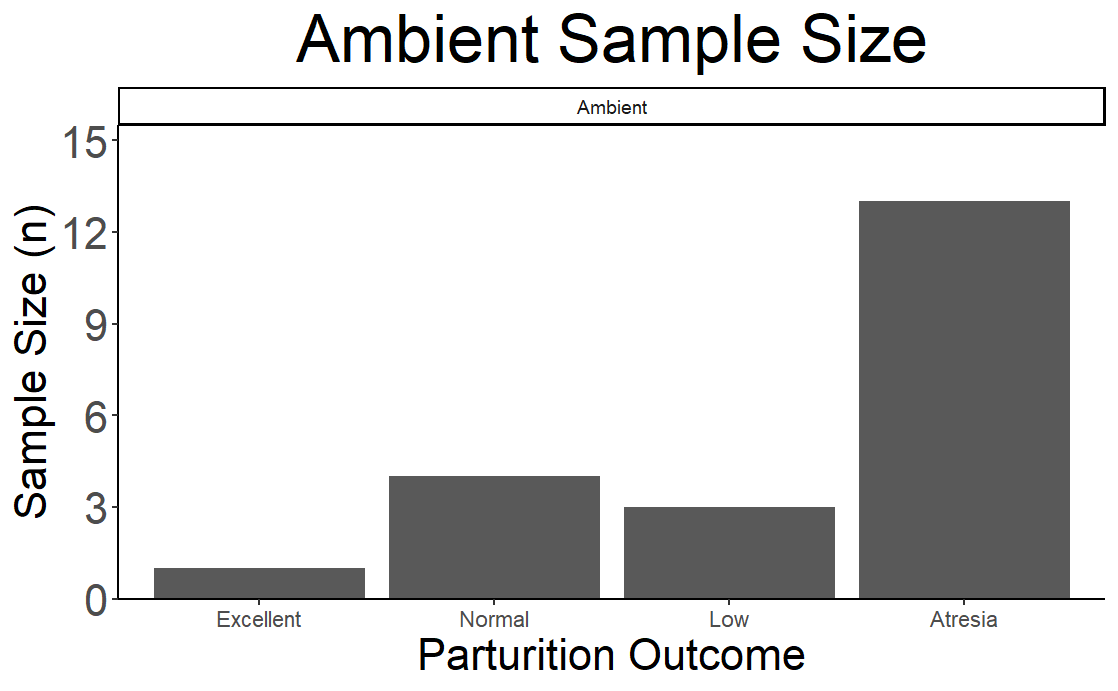 Ambient Sample Size
Ambient
Sample Size (n)
15
12
9
6
3
0
Excellent Normal Low Atresia
Parturition Outcome